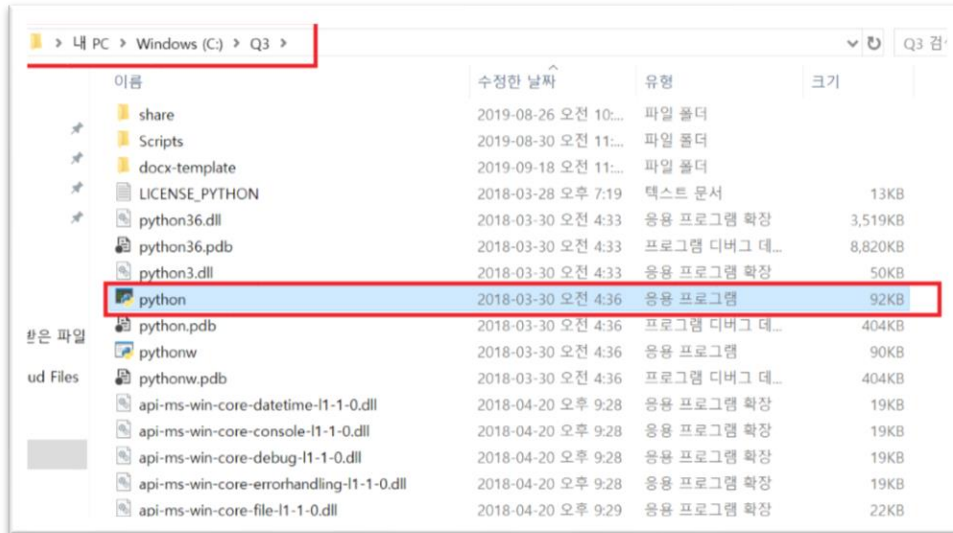 > 내 PC > Windows (C:) > Q3 >
Q3 검
이름 수정한 날짜 유형 크기
share 2019-08-26 오전 10:... 파일 폴더
Scripts 2019-08-30 오전 11:... 파일 폴더
docx-template 2019-09-18 오전 11:... 파일 폴더
LICENSE_PYTHON 2018-03-28 오후 7:19 텍스트 문서 13KB
python36.dll 2018-03-30 오전 4:33 응용 프로그램 확장 3,519KB
python36.pdb 2018-03-30 오전 4:33 프로그램 디버그 데... 8,820KB
python3.dll 2018-03-30 오전 4:33 응용 프로그램 확장 50KB
python 2018-03-30 오전 4:36 응용 프로그램 92KB
python.pdb 2018-03-30 오전 4:36 프로그램 디버그 데... 404KB
받은 파일
pythonw 2018-03-30 오전 4:36 응용 프로그램 90KB
ud Files
pythonw.pdb 2018-03-30 오전 4:36 프로그램 디버그 데... 404KB
api-ms-win-core-datetime-l1-1-0.dll 2018-04-20 오후 9:28 응용 프로그램 확장 19KB
api-ms-win-core-console-l1-1-0.dll 2018-04-20 오후 9:28 응용 프로그램 확장 19KB
api-ms-win-core-debug-l1-1-0.dll 2018-04-20 오후 9:28 응용 프로그램 확장 19KB
api-ms-win-core-errorhandling-l1-1-0.dll 2018-04-20 오후 9:28 응용 프로그램 확장 19KB
api-ms-win-core-file-l1-1-0.dll 2018-04-20 오후 9:29 응용 프로그램 확장 22KB